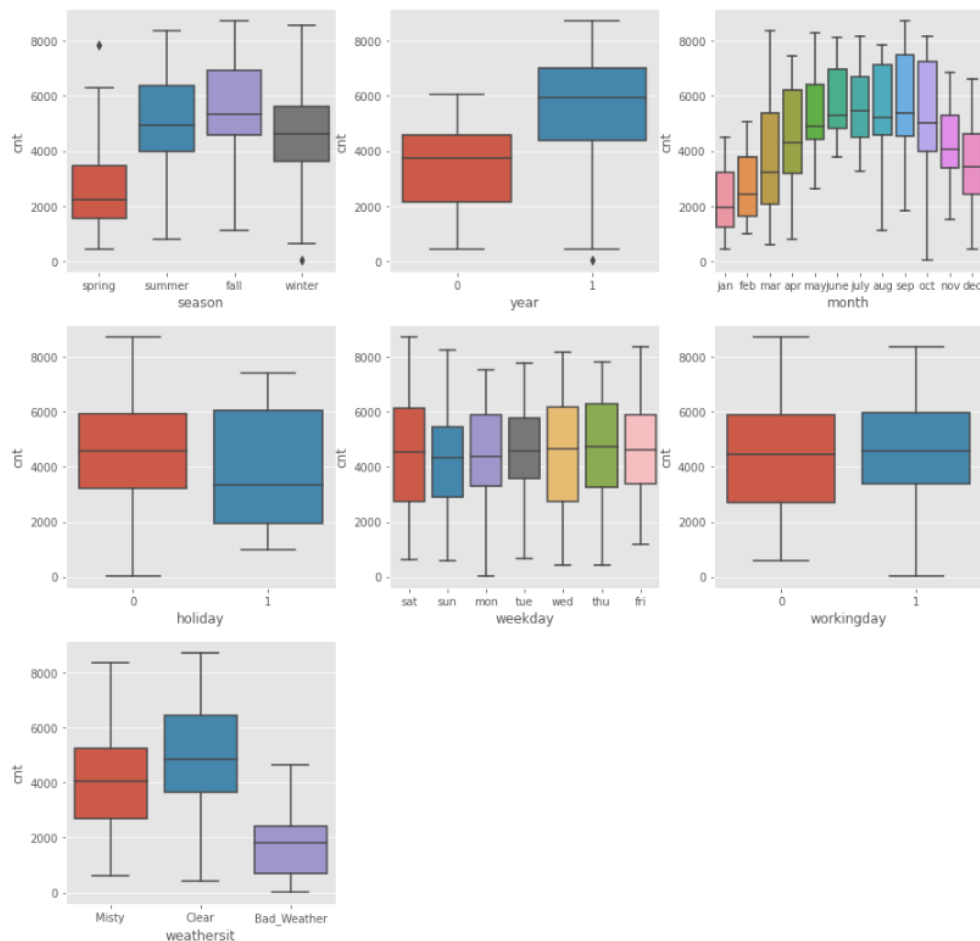 8000
6000
4000
2000
0
cnt
spring summer fall winter
season
8000
6000
4000
2000
0
cnt
0 1
year
8000
6000
4000
2000
0
cnt
jan feb mar apr may june july aug sep oct nov dec
month
8000
6000
4000
2000
0
cnt
0 1
holiday
8000
6000
4000
2000
0
cnt
sat sun mon tue wed thu fri
weekday
8000
6000
4000
2000
0
cnt
0 1
workingday
8000
6000
4000
2000
0
cnt
Misty Clear Bad_Weather
weathersit